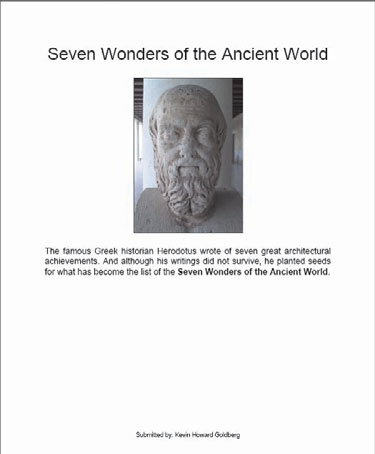 Seven Wonders of the Ancient World
The famous Greek historian Herodotus wrote of seven great architectural
achievements. And although his writings did not survive, he planted seeds
for what has become the list of the Seven Wonders of the Ancient World.
Submitted by: Kevin Howard Goldberg